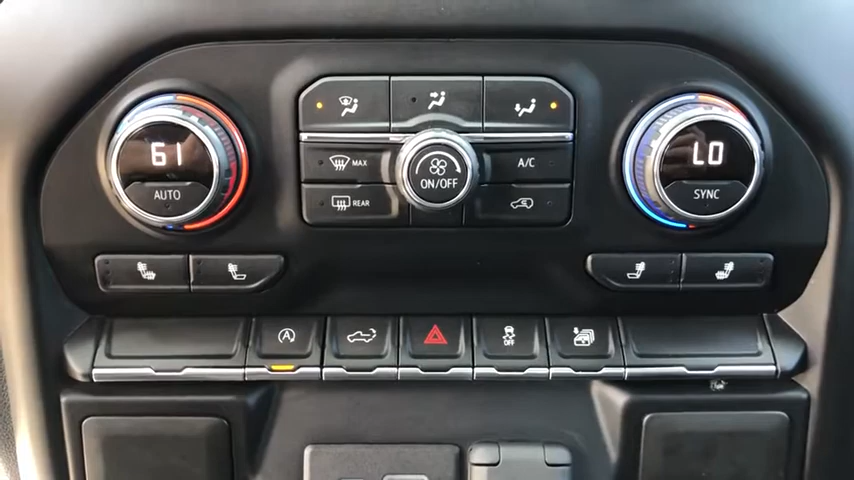 61
AUTO
MAX
REAR
ON/OFF
A/C
LO
SYNC
A
OFF